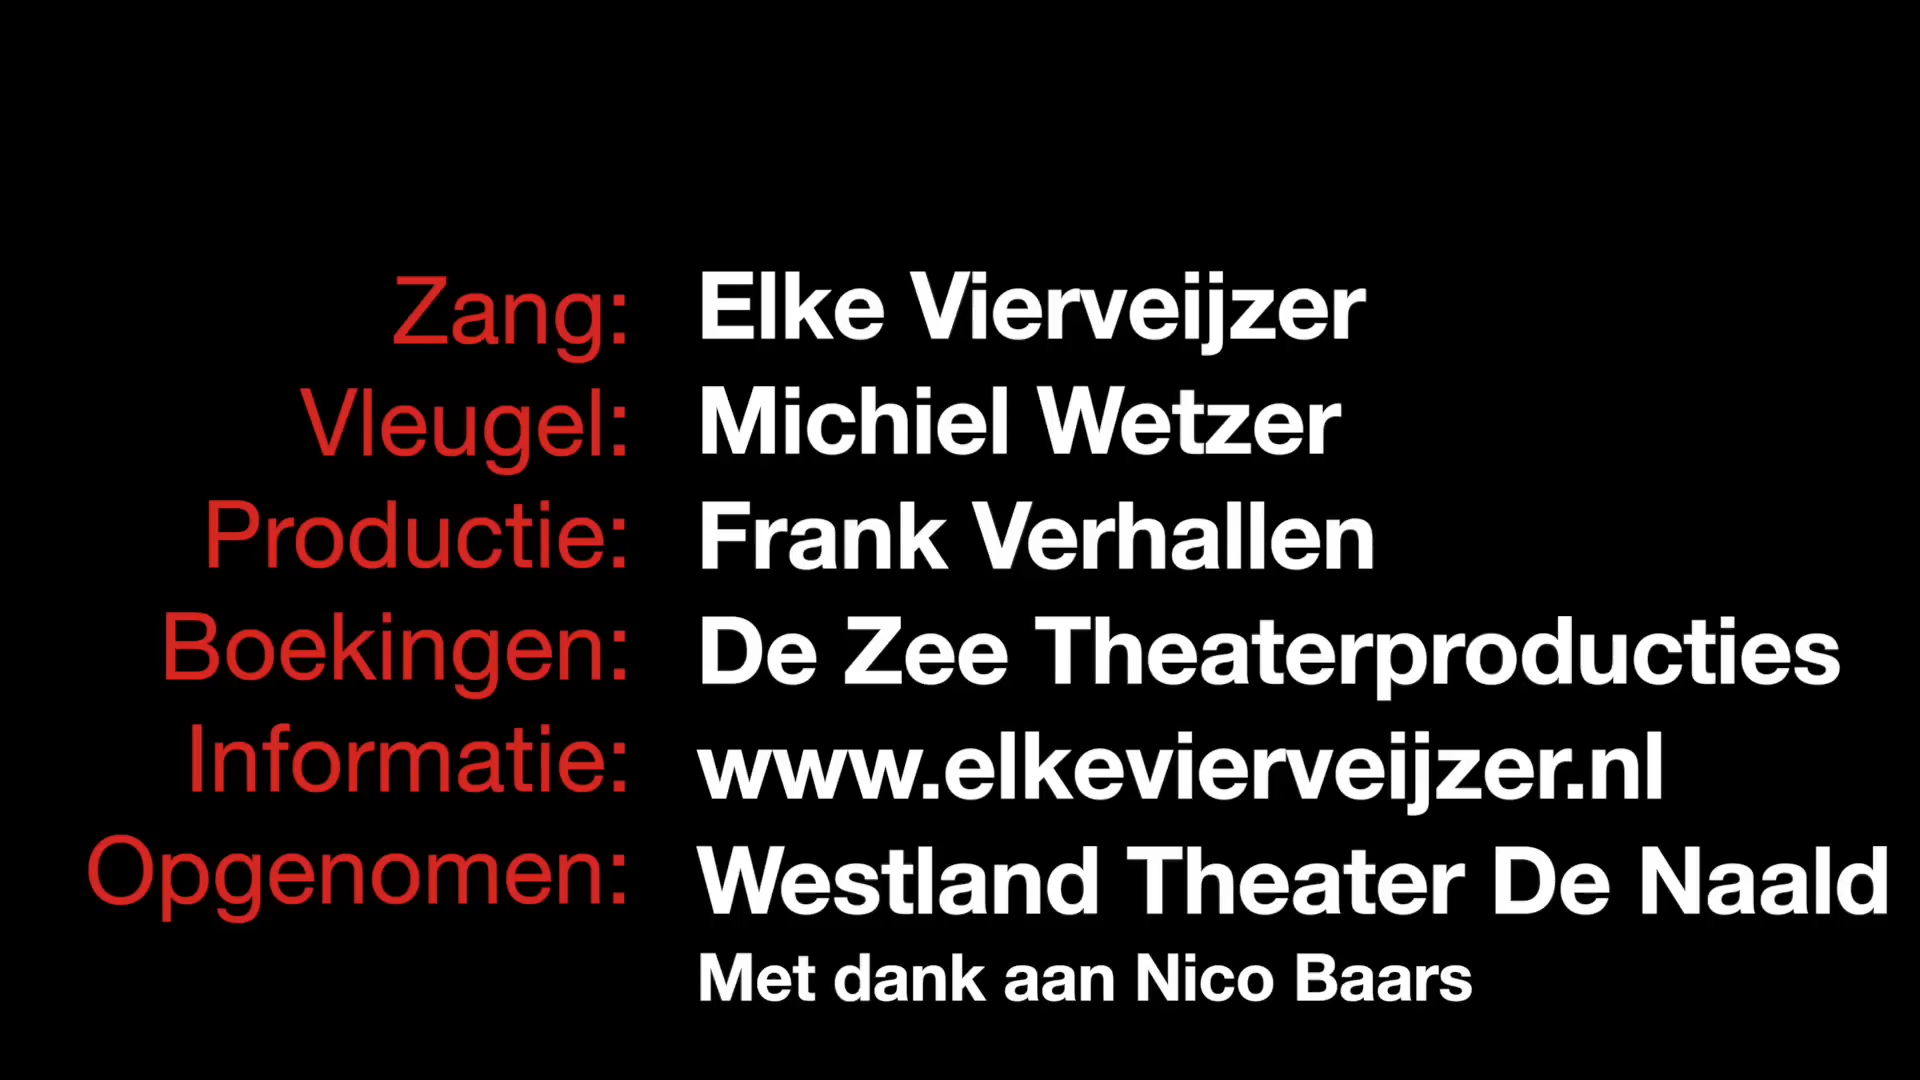 Zang: Elke Vierveijzer
Vleugel: Michiel Wetzer
Productie: Frank Verhallen
Boekingen: De Zee Theaterproducties
Informatie: www.elkevierveijzer.nl
Opgenomen: Westland Theater De Naald
Met dank aan Nico Baars